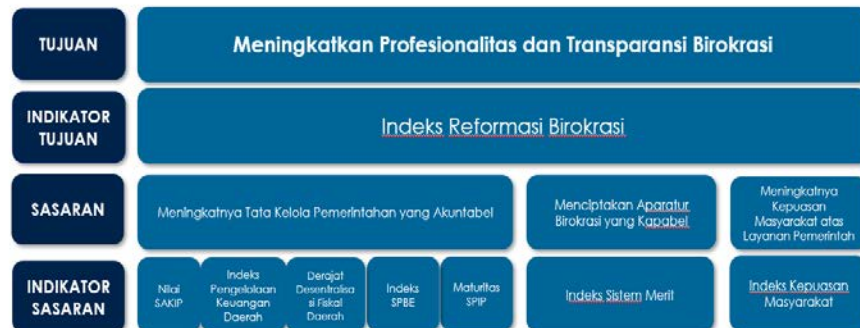 TUJUAN
Meningkatkan Profesionalitas dan Transparansi Birokrasi
INDIKATOR
TUJUAN
Indeks Reformasi Birokrasi
SASARAN
Meningkatnya Tata Kelola Pemerintahan yang Akuntabel
Menciptakan Aparatur
Birokrasi yang Kapabel
Meningkatnya
Kepuasan
Masyarakat atas
Layanan Pemerintah
INDIKATOR
SASARAN
Nilai
SAKIP
Indeks
Pengelolaan
Keuangan
Daerah
Derajat
Desentralisa
si Fiskal
Daerah
Indeks
SPBE
Maturitas
SPIP
Indeks Sistem Merit
Indeks Kepuasan
Masyarakat